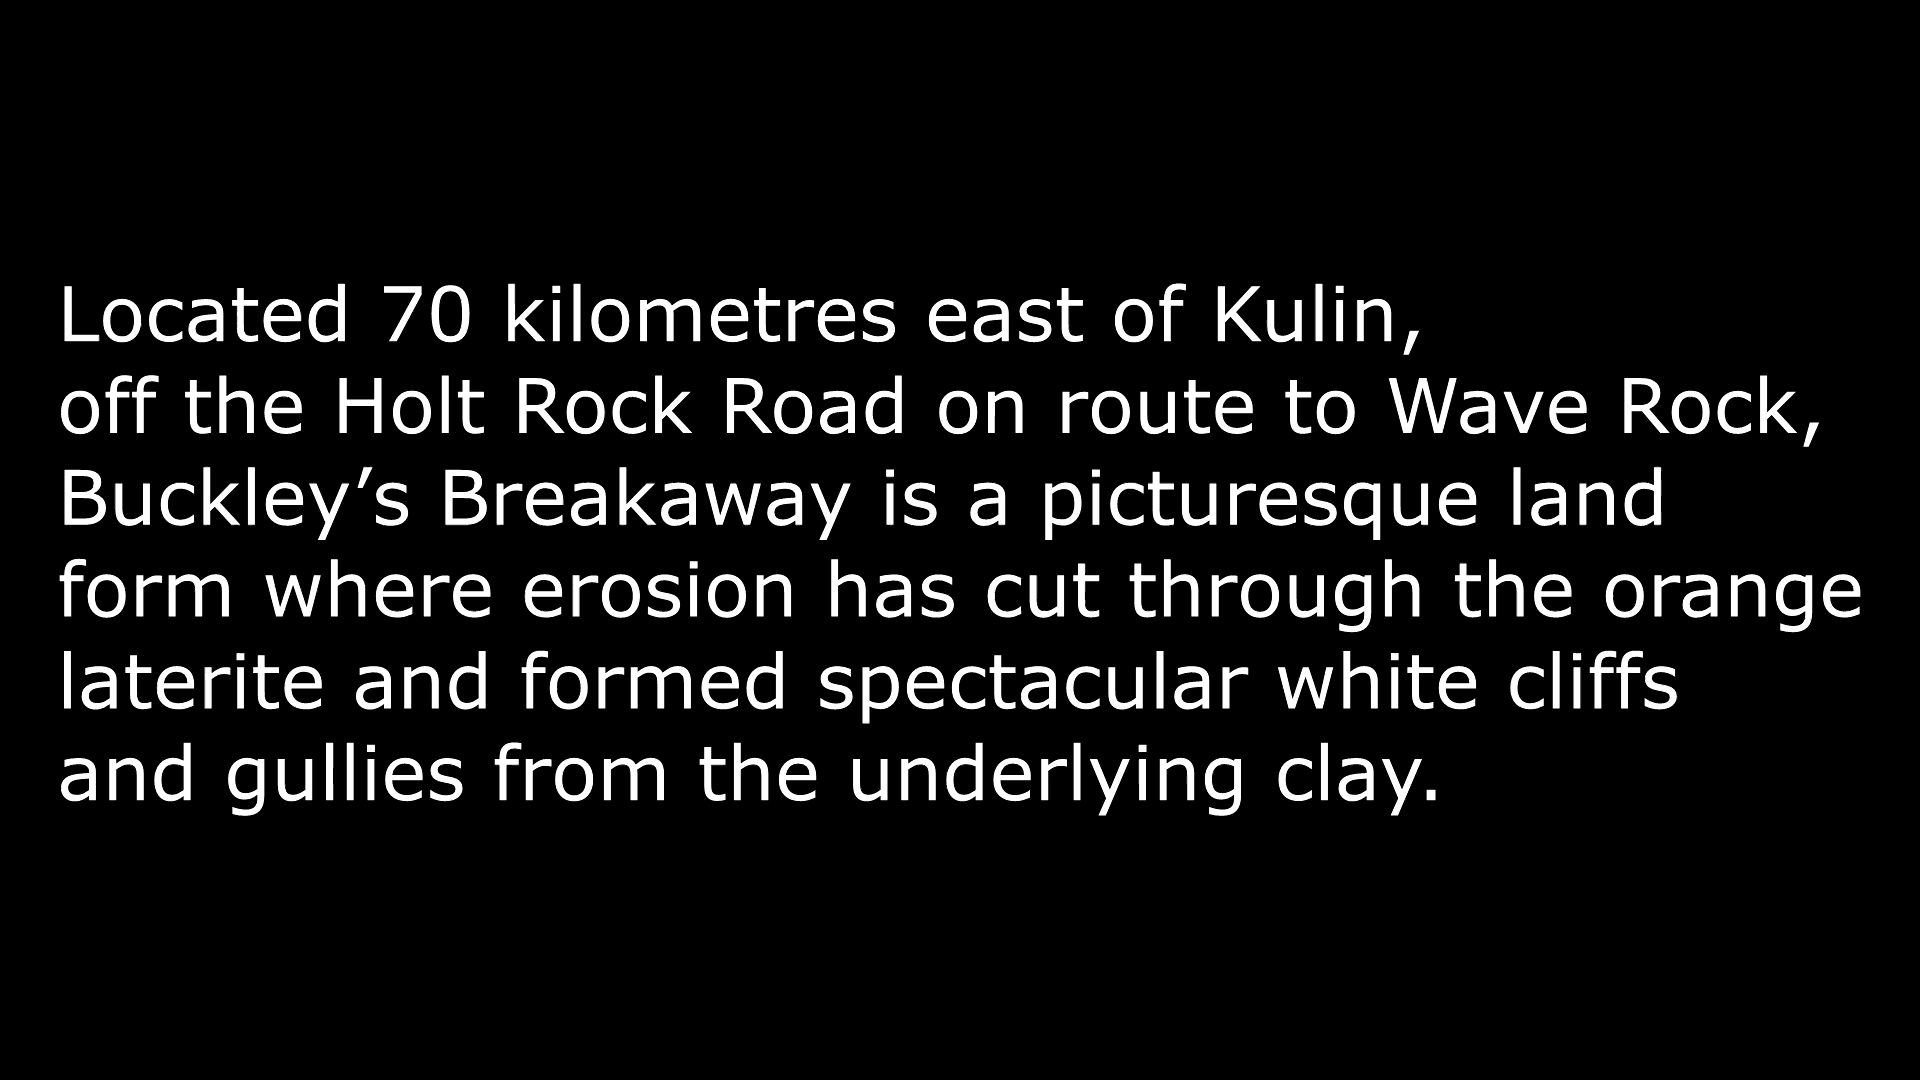 Located 70 kilometres east of Kulin,
off the Holt Rock Road on route to Wave Rock,
Buckley’s Breakaway is a picturesque land
form where erosion has cut through the orange
laterite and formed spectacular white cliffs
and gullies from the underlying clay.